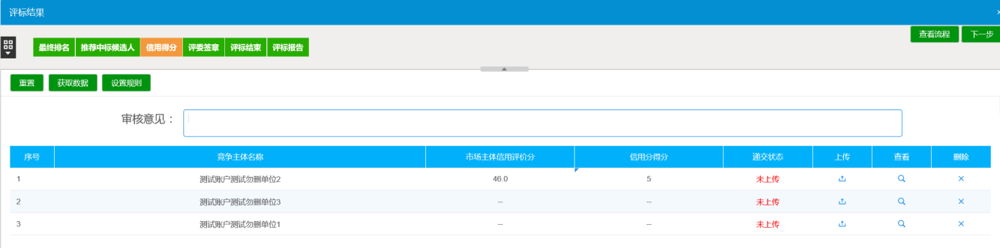 评标结果
查看流程 下一步
最终排名 推荐中标候选人 信用得分 评委签章 评标结束 评标报告
重置 获取数据 设置规则
审核意见：
序号 竞争主体名称 市场主体信用评价分 信用分得分 递交状态 上传 查看 删除
1 测试账户测试勿删单位2 46.0 5 未上传
2 测试账户测试勿删单位3 -- -- 未上传
3 测试账户测试勿删单位1 -- -- 未上传